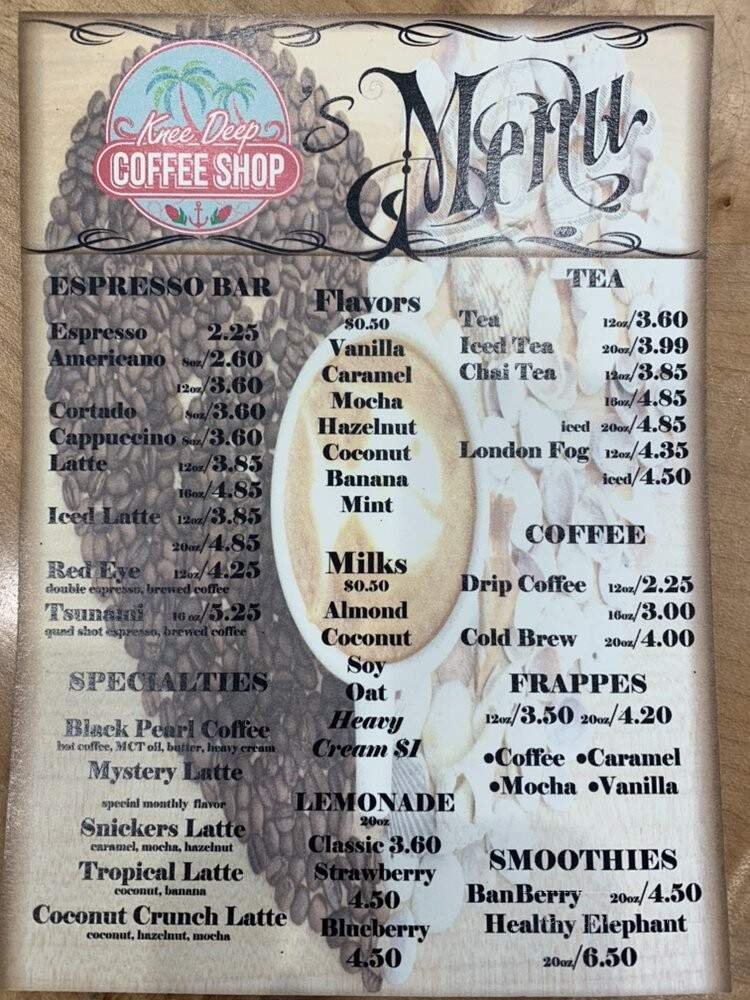 Knee Deep
COFFEE SHOP
's Menu
ESPRESSO BAR
Espresso 2.25
Americano 8oz/2.60
12oz/3.60
Cortado 8oz/3.60
Cappuccino 8oz/3.60
Latte 12oz/3.85
16oz/4.85
Iced Latte 12oz/3.85
20oz/4.85
Red Eye 12oz/4.25
double espresso, brewed coffee
Tsunami 16 oz/5.25
quad shot espresso, brewed coffee
SPECIALTIES
Black Pearl Coffee
hot coffee, MCT oil, butter, heavy cream
Mystery Latte
special monthly flavor
Snickers Latte
caramel, mocha, hazelnut
Tropical Latte
coconut, banana
Coconut Crunch Latte
coconut, hazelnut, mocha
Flavors
$0.50
Vanilla
Caramel
Mocha
Hazelnut
Coconut
Banana
Mint
Milks
$0.50
Almond
Coconut
Soy
Oat
Heavy
Cream $1
LEMONADE
20oz
Classic 3.60
Strawberry
4.50
Blueberry
4.50
TEA
Tea 12oz/3.60
Iced Tea 20oz/3.99
Chai Tea 12oz/3.85
16oz/4.85
iced 20oz/4.85
London Fog 12oz/4.35
iced/4.50
COFFEE
Drip Coffee 12oz/2.25
16oz/3.00
Cold Brew 20oz/4.00
FRAPPES
12oz/3.50 20oz/4.20
•Coffee •Caramel
•Mocha •Vanilla
SMOOTHIES
BanBerry 20oz/4.50
Healthy Elephant
20oz/6.50